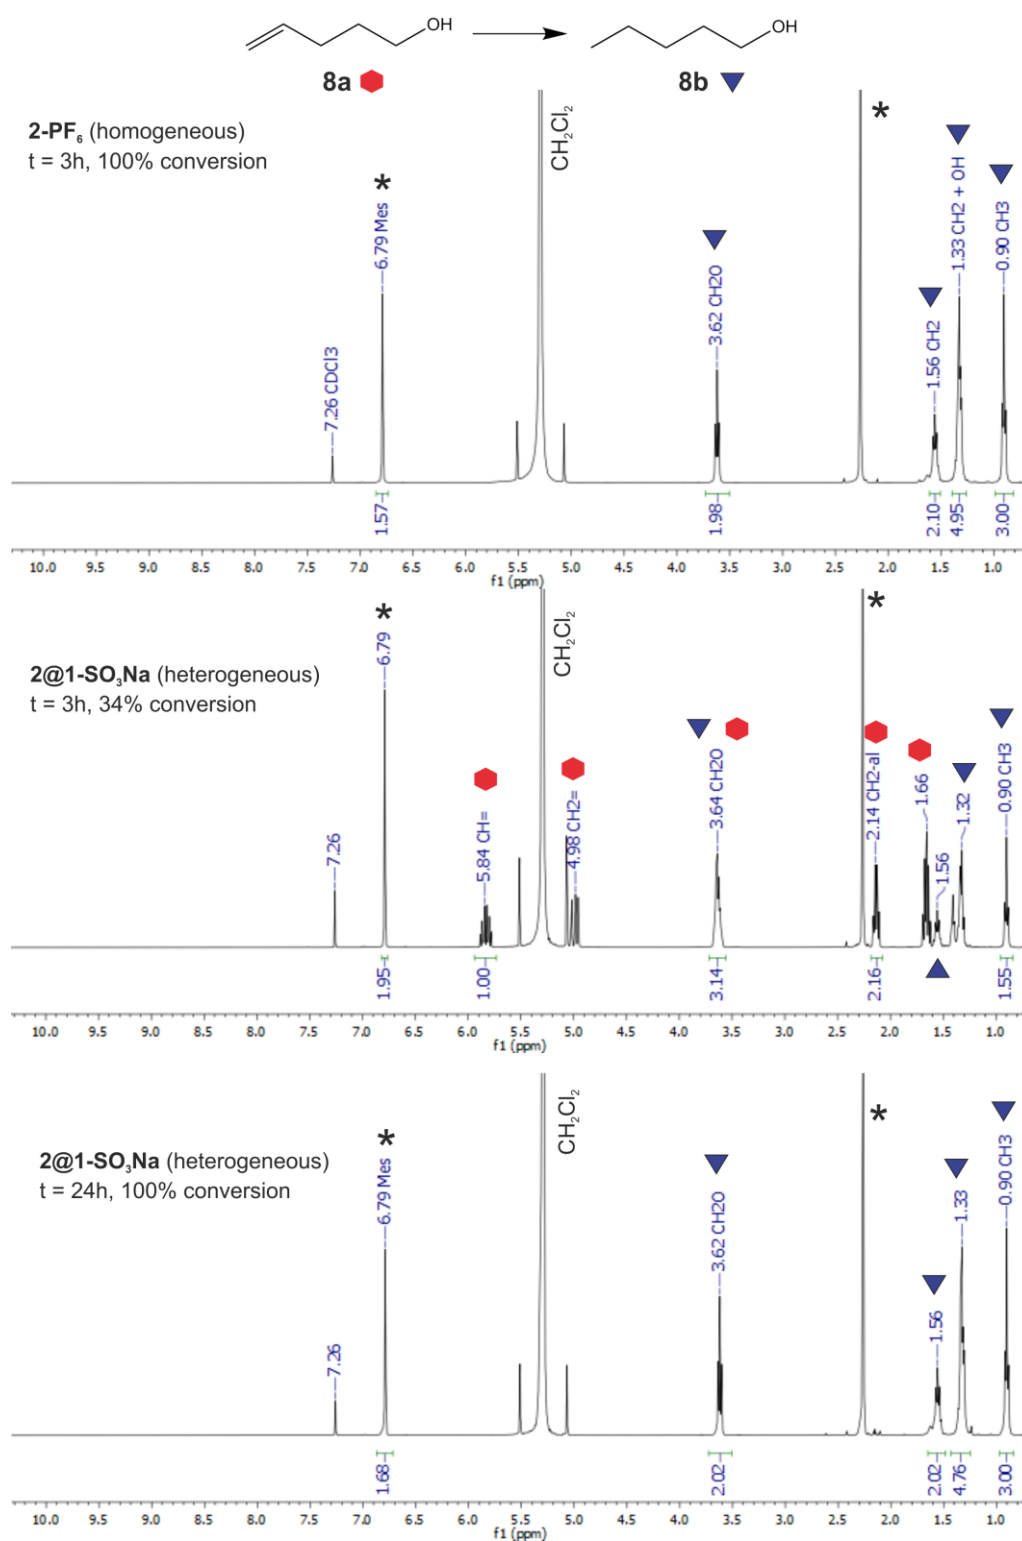 OH
OH
8a
8b
2-PF₆ (homogeneous)
t = 3h, 100% conversion
*
*
CH₂Cl₂
7.26 CDCl3
6.79 Mes
3.62 CH2O
1.56 CH2
1.33 CH2 + OH
0.90 CH3
1.57
1.98
2.10
4.95
3.00
10.0 9.5 9.0 8.5 8.0 7.5 7.0 6.5 6.0 5.5 5.0 4.5 4.0 3.5 3.0 2.5 2.0 1.5 1.0
f1 (ppm)
2@1-SO₃Na (heterogeneous)
t = 3h, 34% conversion
*
*
CH₂Cl₂
7.26
6.79
5.84 CH=
4.98 CH2=
3.64 CH2O
2.14 CH2-al
1.66
1.56
1.32
0.90 CH3
1.95
1.00
3.14
2.16
1.55
10.0 9.5 9.0 8.5 8.0 7.5 7.0 6.5 6.0 5.5 5.0 4.5 4.0 3.5 3.0 2.5 2.0 1.5 1.0
f1 (ppm)
2@1-SO₃Na (heterogeneous)
t = 24h, 100% conversion
*
*
CH₂Cl₂
7.26
6.79 Mes
3.62 CH2O
1.56
1.33
0.90 CH3
1.68
2.02
2.02
4.76
3.00
10.0 9.5 9.0 8.5 8.0 7.5 7.0 6.5 6.0 5.5 5.0 4.5 4.0 3.5 3.0 2.5 2.0 1.5 1.0
f1 (ppm)